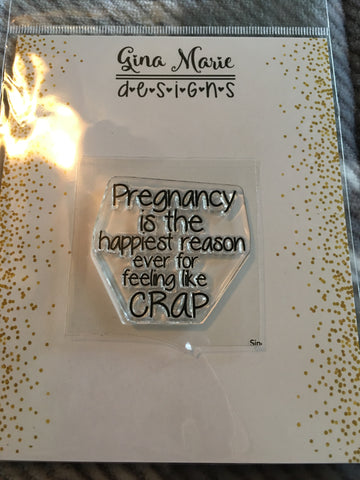 Gina Marie
d•e•s•i•g•n•s
Pregnancy
is the
happiest reason
ever for
feeling like
CRAP